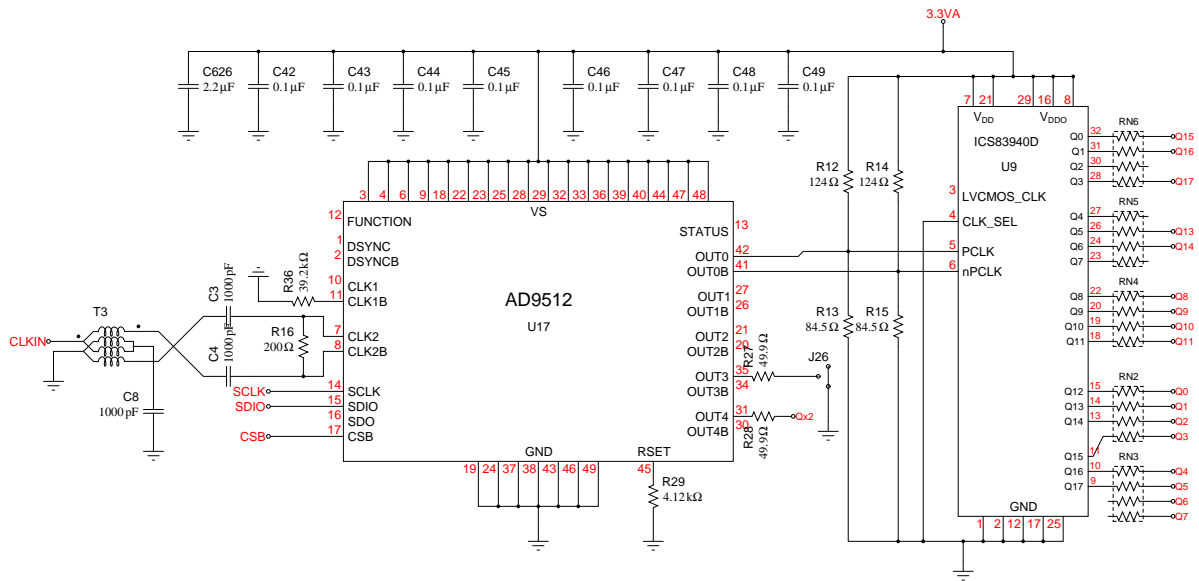 3.3VA
C626
2.2µF
C42
0.1µF
C43
0.1µF
C44
0.1µF
C45
0.1µF
C46
0.1µF
C47
0.1µF
C48
0.1µF
C49
0.1µF
3 4 6 9 18 22 23 25 28 29 32 33 36 39 40 44 47 48
VS
12 FUNCTION
1 DSYNC
2 DSYNCB
10 CLK1
11 CLK1B
7 CLK2
8 CLK2B
14 SCLK
15 SDIO
16 SDO
17 CSB
AD9512
U17
STATUS 13
OUT0 42
OUT0B 41
OUT1 27
OUT1B 26
OUT2 21
OUT2B 20
OUT3 35
OUT3B 34
OUT4 31
OUT4B 30
GND
19 24 37 38 43 46 49
RSET
45
R29
4.12kΩ
R36
39.2kΩ
C3
1000pF
C4
1000pF
R16
200Ω
T3
CLKIN
C8
1000pF
SCLK
SDIO
CSB
R27
49.9Ω
J26
R28
49.9Ω
Qx2
R12
124Ω
R14
124Ω
R13
84.5Ω
R15
84.5Ω
7 21 29 16 8
VDD
VDDO
ICS83940D
U9
3 LVCMOS_CLK
4 CLK_SEL
5 PCLK
6 nPCLK
RN6
Q0 32 Q15
Q1 31 Q16
Q2 30
Q3 28 Q17
RN5
Q4 27
Q5 26 Q13
Q6 24 Q14
Q7 23
RN4
Q8 22 Q8
Q9 20 Q9
Q10 19 Q10
Q11 18 Q11
RN2
Q12 15 Q0
Q13 14 Q1
Q14 13 Q2
Q3
Q15 11
RN3
Q16 10 Q4
Q17 9 Q5
Q6
Q7
GND
1 2 12 17 25